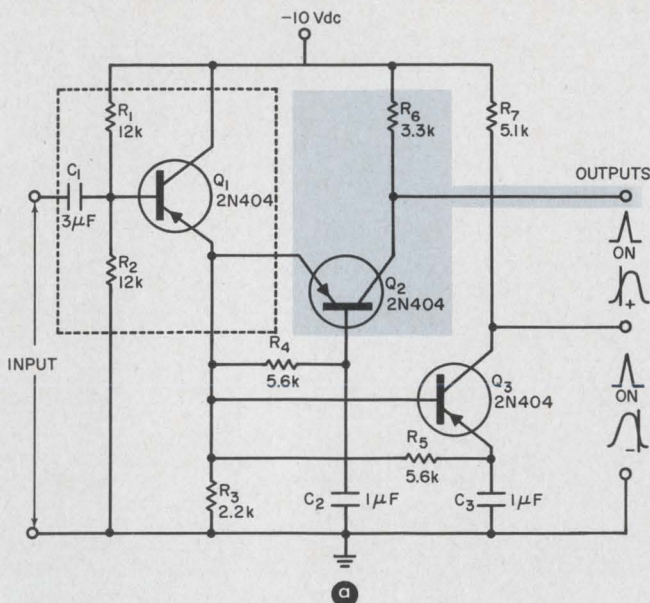 -10 Vdc
R1
12k
R6
3.3k
R7
5.1k
OUTPUTS
C1
3μF
Q1
2N404
ON
R2
12k
Q2
2N404
+
INPUT
R4
5.6k
Q3
2N404
ON
R5
5.6k
-
R3
2.2k
C2
1μF
C3
1μF
a